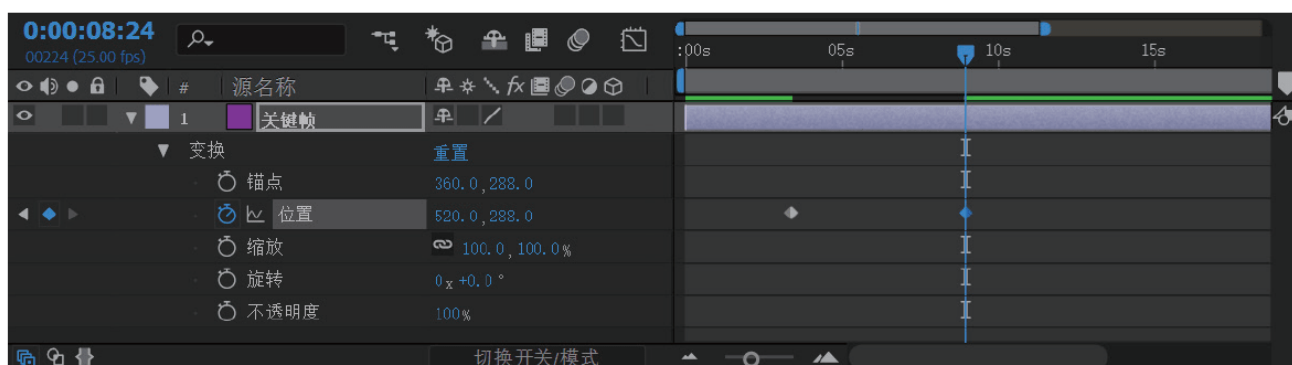 0:00:08:24
00224 (25.00 fps)
:00s 05s 10s 15s
# 源名称 fx
1 关键帧
变换 重置
锚点 360.0,288.0
位置 520.0,288.0
缩放 100.0,100.0%
旋转 0x+0.0°
不透明度 100%
切换开关/模式